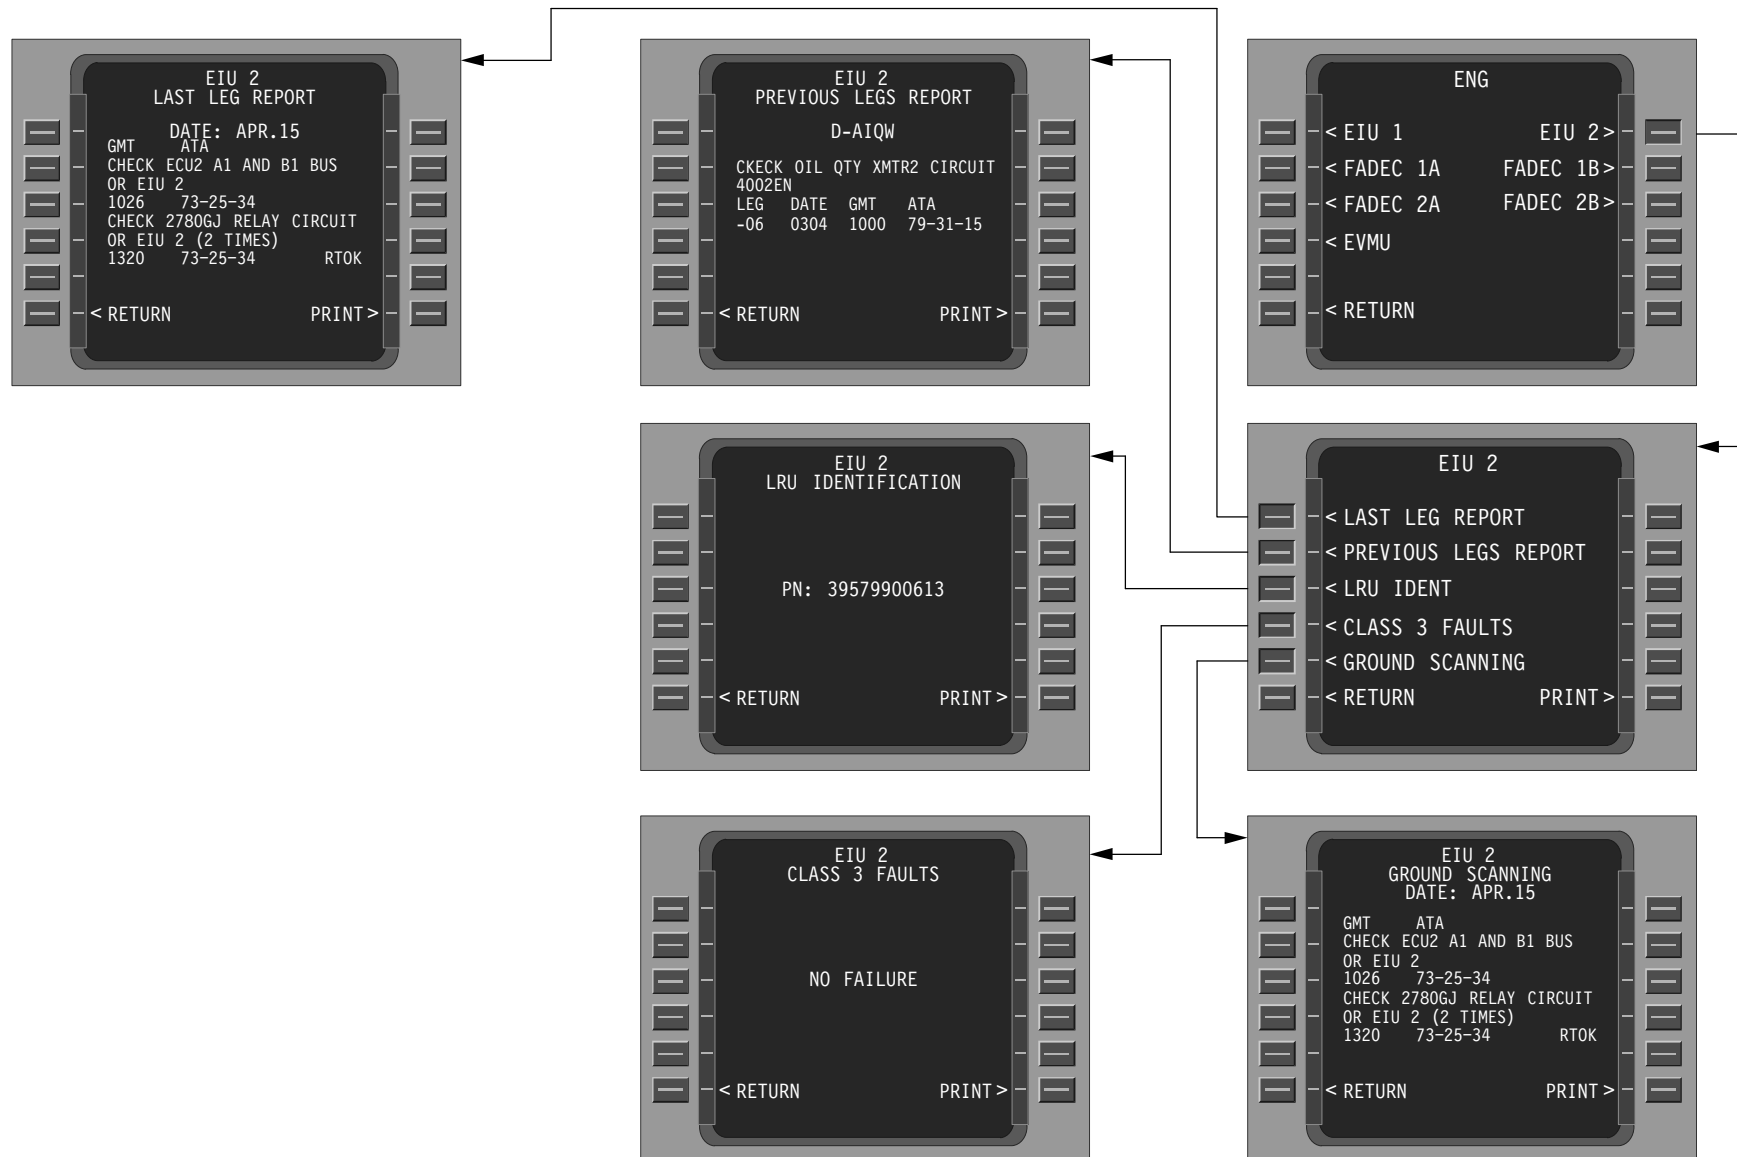 EIU 2
LAST LEG REPORT
DATE: APR.15
GMT ATA
CHECK ECU2 A1 AND B1 BUS
OR EIU 2
1026 73-25-34
CHECK 2780GJ RELAY CIRCUIT
OR EIU 2 (2 TIMES)
1320 73-25-34 RTOK
< RETURN PRINT >
EIU 2
PREVIOUS LEGS REPORT
D-AIQW
CKECK OIL QTY XMTR2 CIRCUIT
4002EN
LEG DATE GMT ATA
-06 0304 1000 79-31-15
< RETURN PRINT >
ENG
< EIU 1 EIU 2 >
< FADEC 1A FADEC 1B >
< FADEC 2A FADEC 2B >
< EVMU
< RETURN
EIU 2
LRU IDENTIFICATION
PN: 39579900613
< RETURN PRINT >
EIU 2
< LAST LEG REPORT
< PREVIOUS LEGS REPORT
< LRU IDENT
< CLASS 3 FAULTS
< GROUND SCANNING
< RETURN PRINT >
EIU 2
CLASS 3 FAULTS
NO FAILURE
< RETURN PRINT >
EIU 2
GROUND SCANNING
DATE: APR.15
GMT ATA
CHECK ECU2 A1 AND B1 BUS
OR EIU 2
1026 73-25-34
CHECK 2780GJ RELAY CIRCUIT
OR EIU 2 (2 TIMES)
1320 73-25-34 RTOK
< RETURN PRINT >